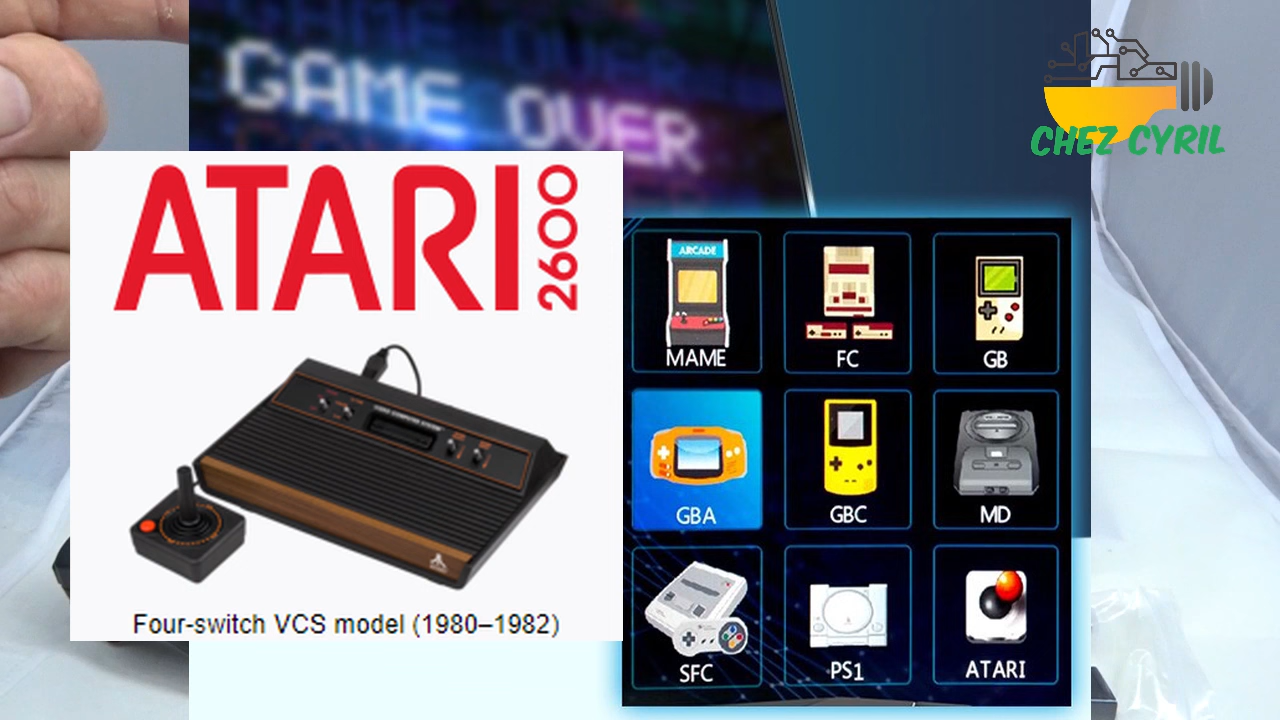 GAME OVER
CHEZ CYRIL
ATARI 2600
ARCADE
MAME
FC
GB
GBA
GBC
MD
SFC
PS1
ATARI
Four-switch VCS model (1980–1982)